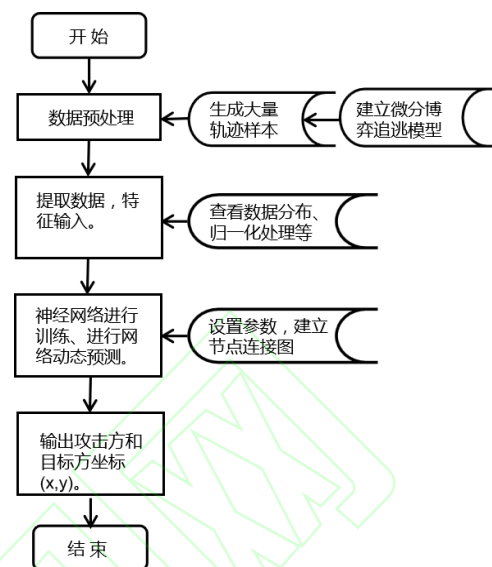 开 始
数据预处理
生成大量
轨迹样本
建立微分博
弈追逃模型
提取数据，特
征输入。
查看数据分布、
归一化处理等
神经网络进行
训练、进行网
络动态预测。
设置参数，建立
节点连接图
输出攻击方和
目标方坐标
(x,y)。
结 束